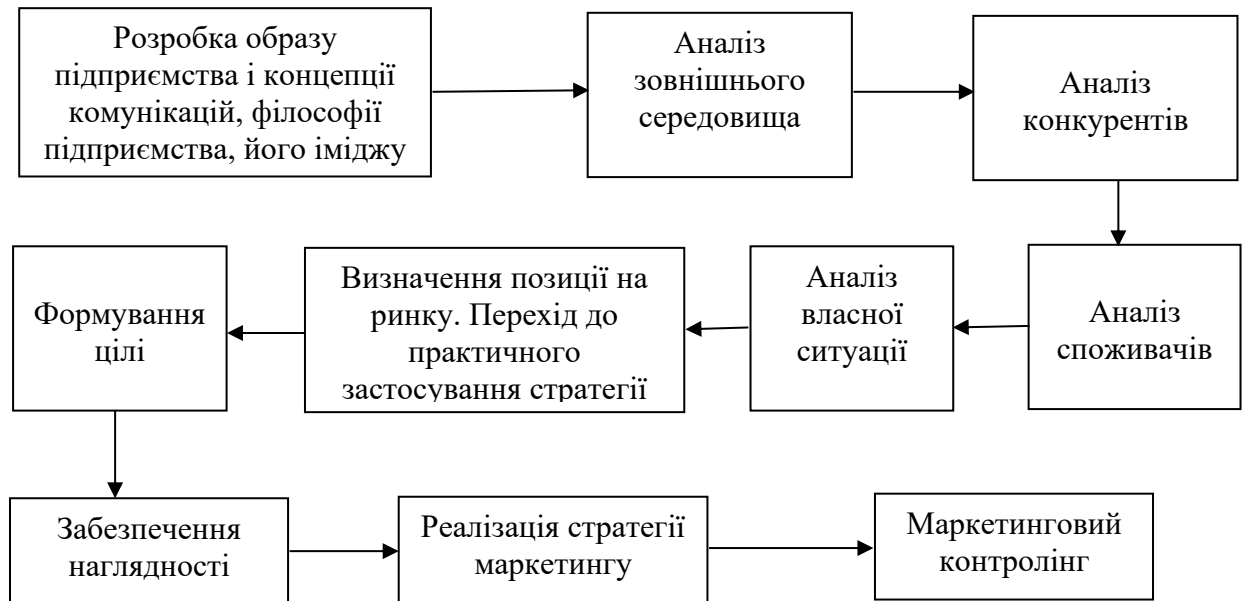 Розробка образу
підприємства і концепції
комунікацій, філософії
підприємства, його іміджу
Аналіз
зовнішнього
середовища
Аналіз
конкурентів
Аналіз
споживачів
Аналіз
власної
ситуації
Визначення позиції на
ринку. Перехід до
практичного
застосування стратегії
Формування
цілі
Забезпечення
наглядності
Реалізація стратегії
маркетингу
Маркетинговий
контролінг